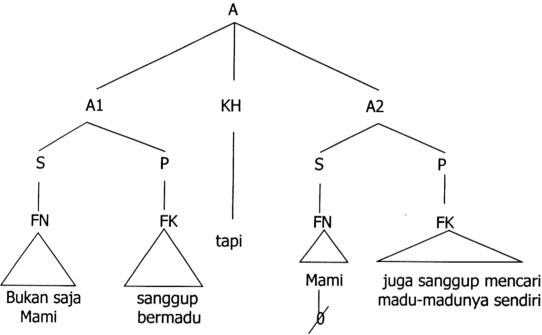 A
A1 KH A2
S P S P
FN FK tapi FN FK
Bukan saja Mami
sanggup bermadu
Mami
juga sanggup mencari
madu-madunya sendiri
Ø